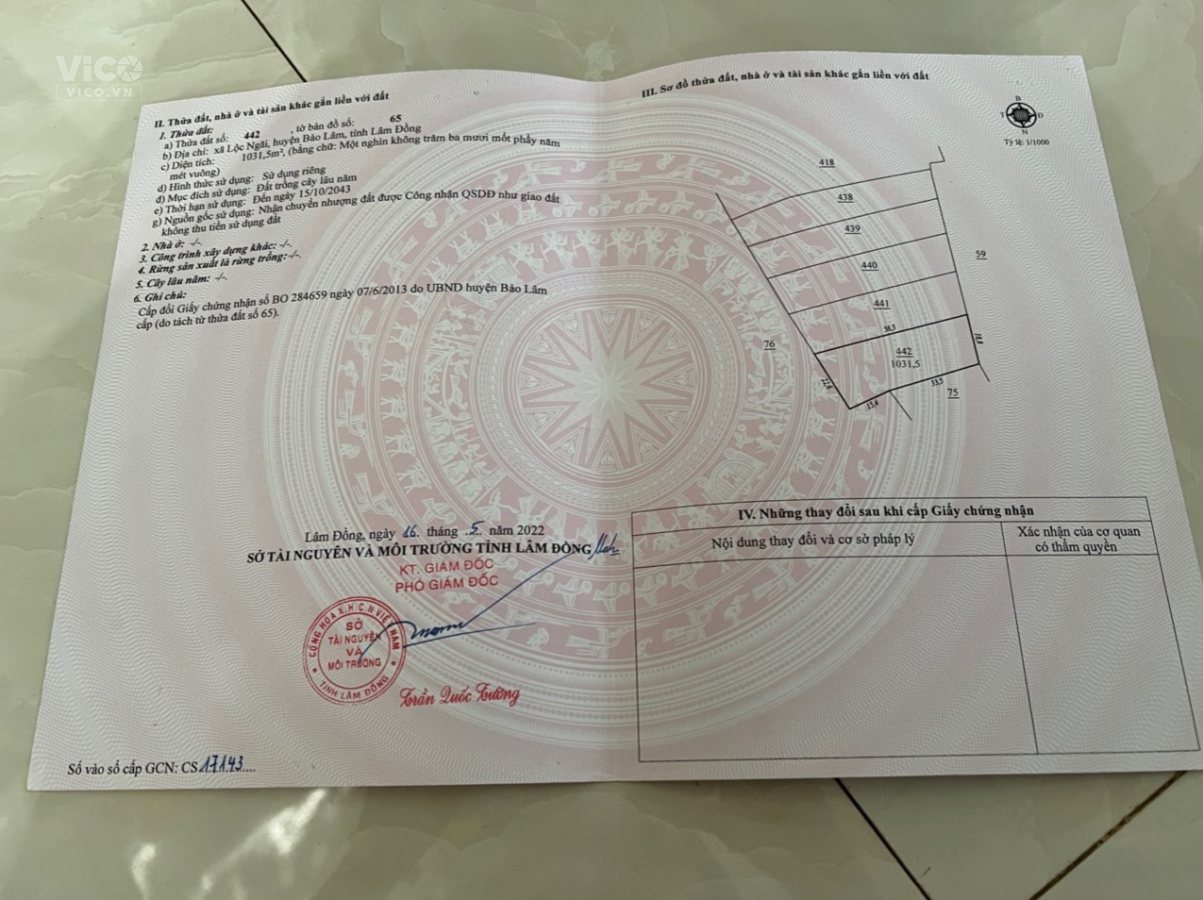 ViCO
VICO.VN
II. Thửa đất, nhà ở và tài sản khác gắn liền với đất
1. Thửa đất:
a) Thửa đất số: 442 , tờ bản đồ số: 65
b) Địa chỉ: xã Lộc Ngãi, huyện Bảo Lâm, tỉnh Lâm Đồng
c) Diện tích: 1031,5m², (bằng chữ: Một nghìn không trăm ba mươi mốt phẩy năm
mét vuông)
d) Hình thức sử dụng: Sử dụng riêng
đ) Mục đích sử dụng: Đất trồng cây lâu năm
e) Thời hạn sử dụng: Đến ngày 15/10/2043
g) Nguồn gốc sử dụng: Nhận chuyển nhượng đất được Công nhận QSDĐ như giao đất
không thu tiền sử dụng đất
2. Nhà ở: -/-
3. Công trình xây dựng khác: -/-
4. Rừng sản xuất là rừng trồng: -/-
5. Cây lâu năm: -/-
6. Ghi chú:
Cấp đổi Giấy chứng nhận số BO 284659 ngày 07/6/2013 do UBND huyện Bảo Lâm
cấp (do tách từ thửa đất số 65).
Lâm Đồng, ngày 26 tháng .5. năm 2022
SỞ TÀI NGUYÊN VÀ MÔI TRƯỜNG TỈNH LÂM ĐỒNG
KT. GIÁM ĐỐC
PHÓ GIÁM ĐỐC
CỘNG HÒA X.H.C.N VIỆT NAM
SỞ
TÀI NGUYÊN
VÀ
MÔI TRƯỜNG
TỈNH LÂM ĐỒNG
Trần Quốc Tường
Số vào sổ cấp GCN: CS17143....
III. Sơ đồ thửa đất, nhà ở và tài sản khác gắn liền với đất
B
T Đ
N
Tỷ lệ: 1/1000
418
438
439
440
59
441
56,3
76
442
1031,5
33,5
75
13,4
IV. Những thay đổi sau khi cấp Giấy chứng nhận
Nội dung thay đổi và cơ sở pháp lý
Xác nhận của cơ quan
có thẩm quyền